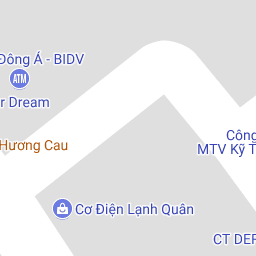 Đông Á - BIDV
ATM
r Dream
Hương Cau
Công
MTV Kỹ T
Cơ Điện Lạnh Quân
CT DEF